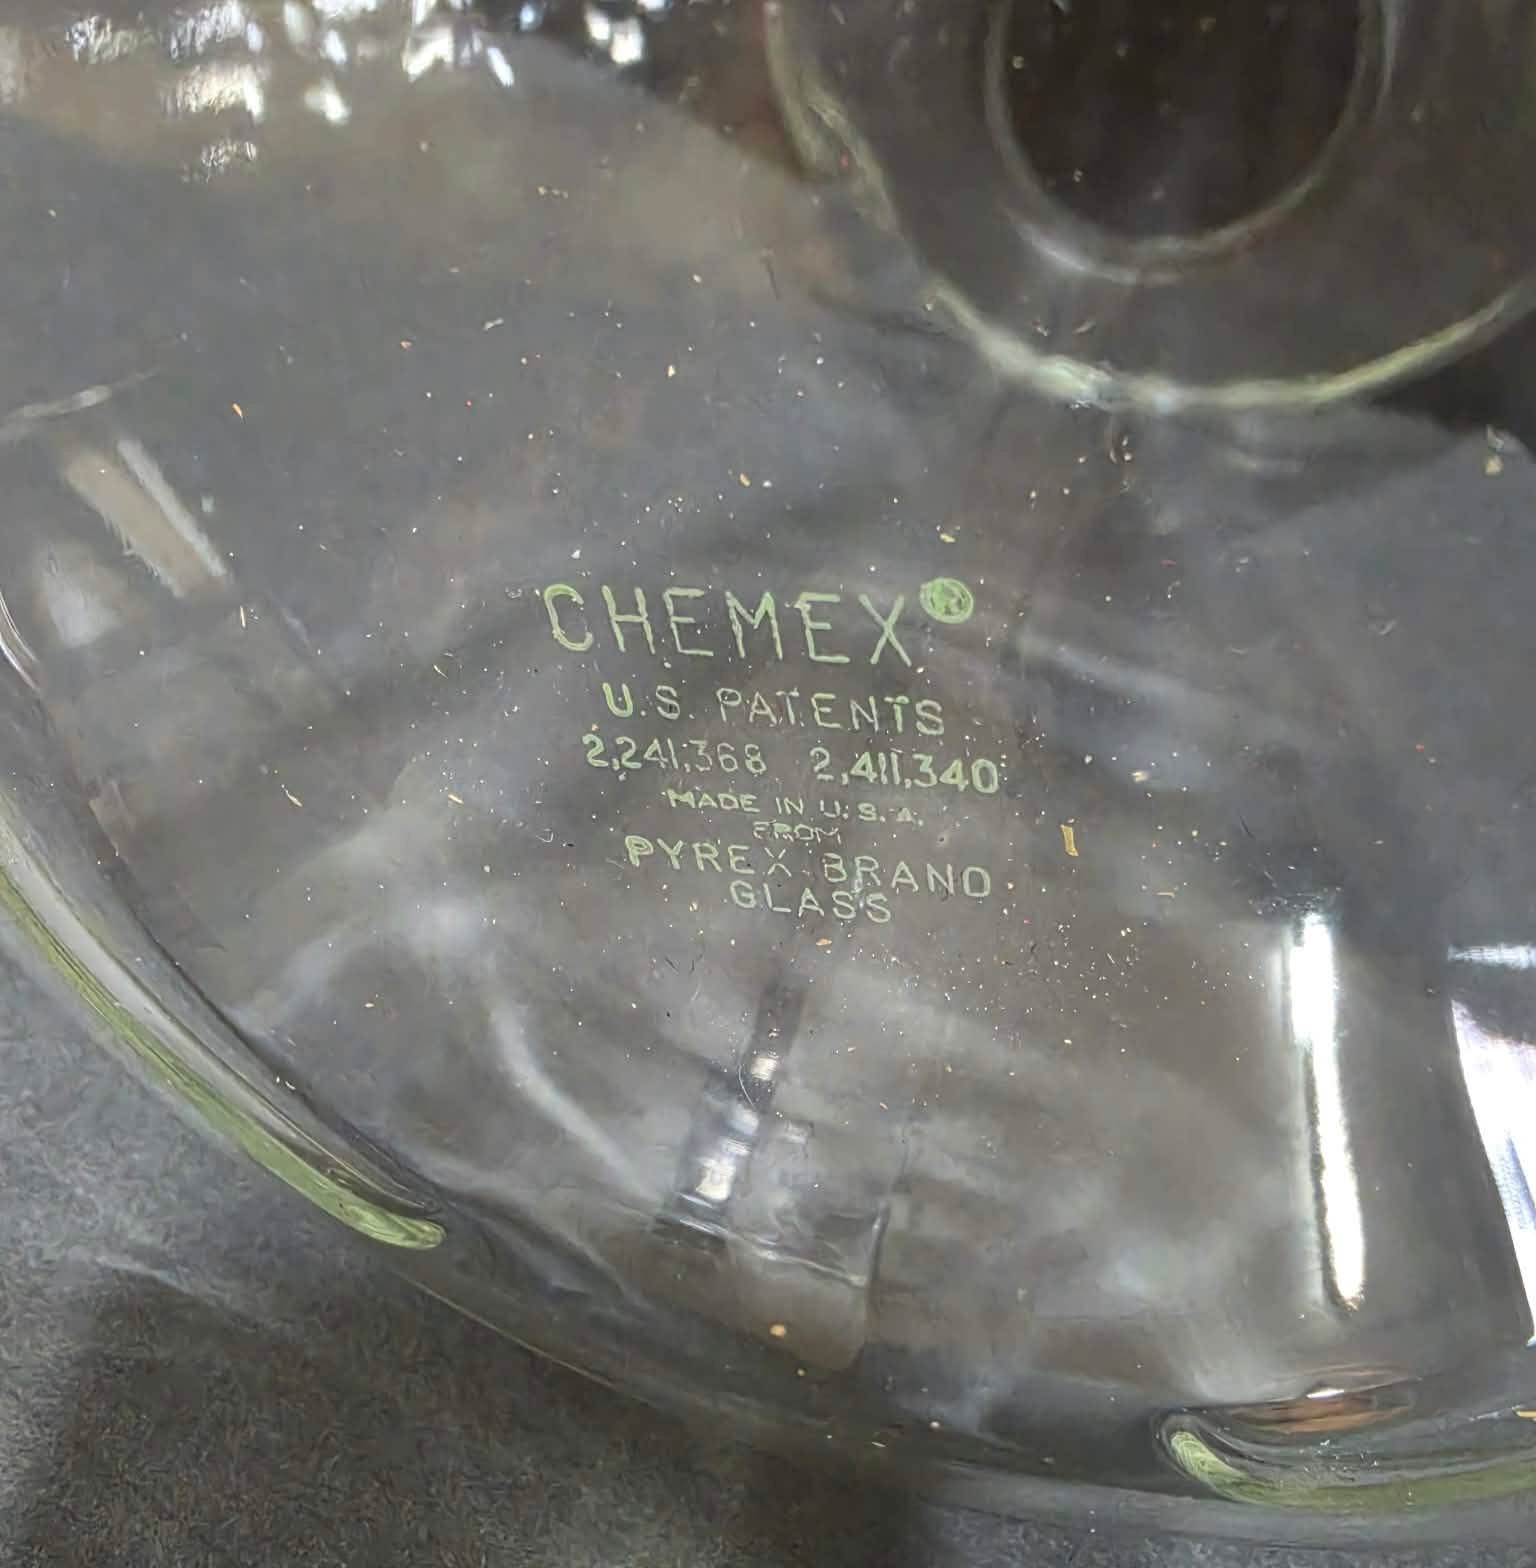 CHEMEX®
U.S. PATENTS
2,241,368 2,411,340
MADE IN U.S.A.
FROM
PYREX BRAND
GLASS